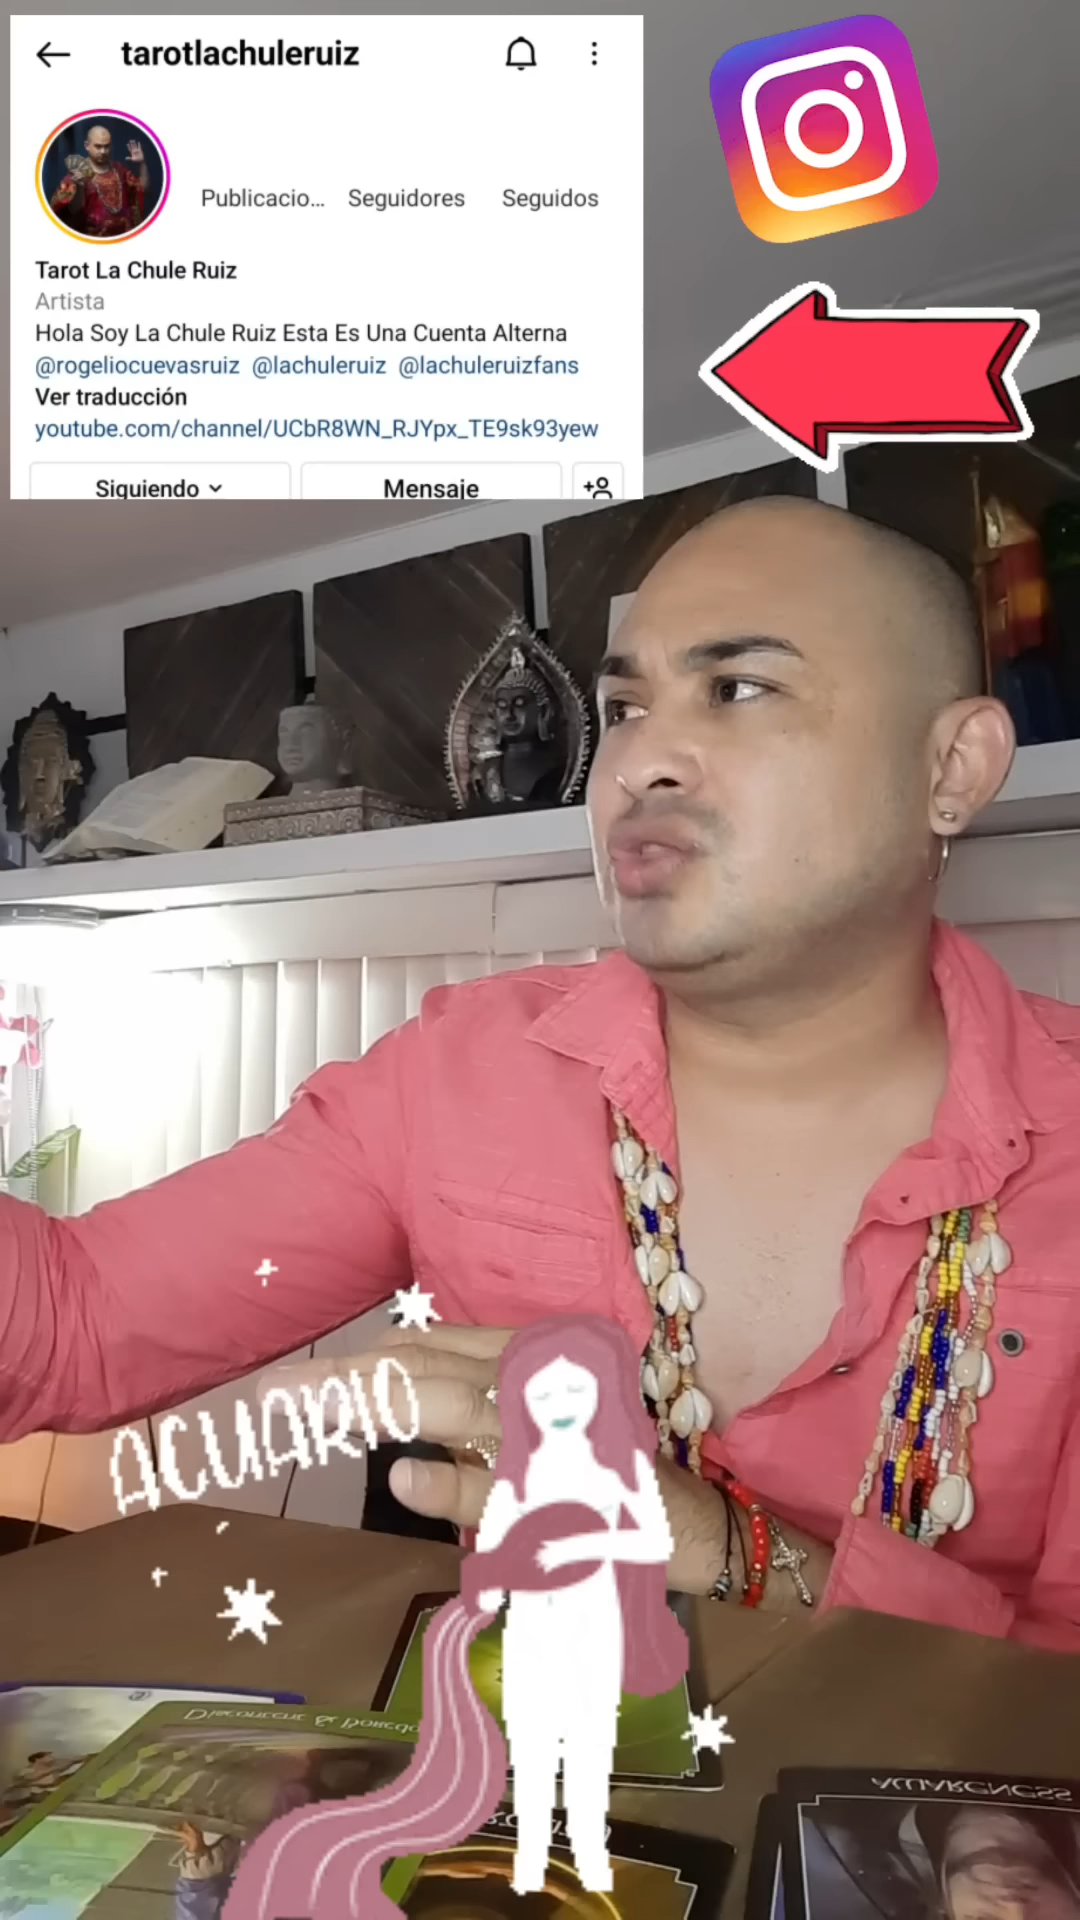 tarotlachuleruiz
Publicacio... Seguidores Seguidos
Tarot La Chule Ruiz
Artista
Hola Soy La Chule Ruiz Esta Es Una Cuenta Alterna
@rogeliocuevasruiz @lachuleruiz @lachuleruizfans
Ver traducción
youtube.com/channel/UCbR8WN_RJYpx_TE9sk93yew
Siguiendo Mensaje
ACUARIO
AWARENESS